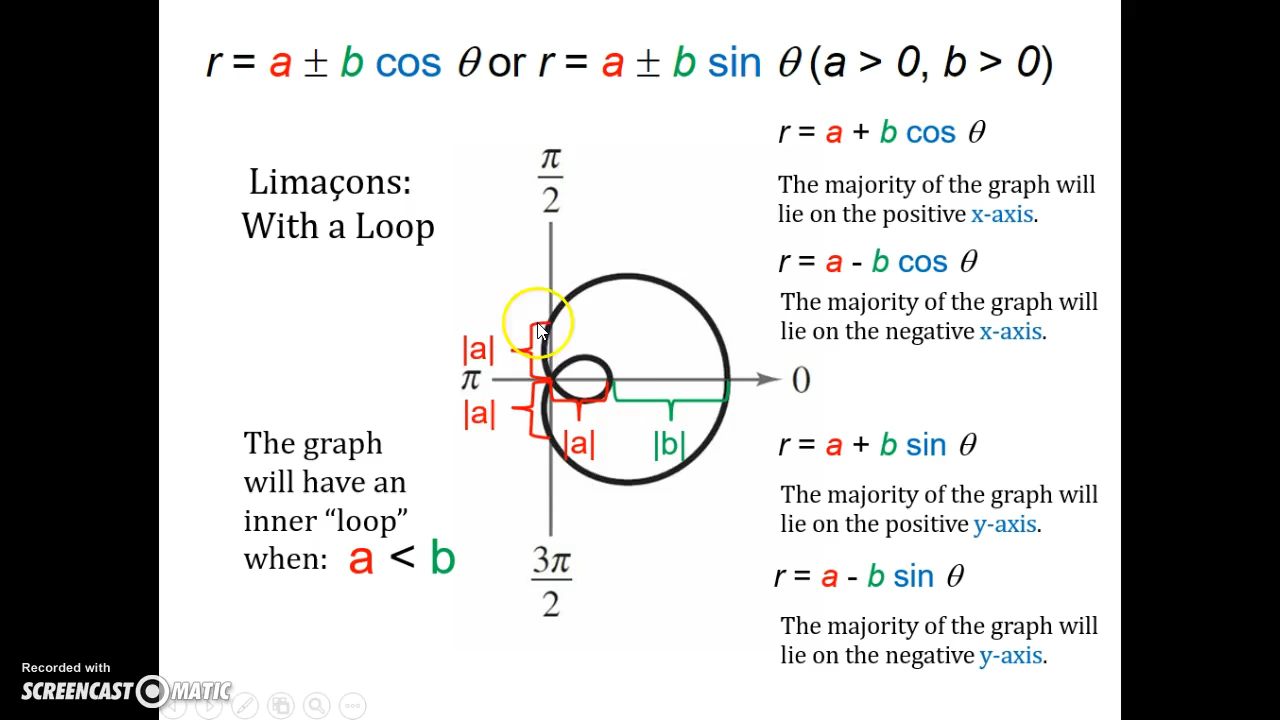 r = a ± b cos θ or r = a ± b sin θ (a > 0, b > 0)
Limaçons:
With a Loop
The graph
will have an
inner “loop”
when: a < b
π
2
|a|
π
|a|
|a|
|b|
0
3π
2
r = a + b cos θ
The majority of the graph will
lie on the positive x-axis.
r = a - b cos θ
The majority of the graph will
lie on the negative x-axis.
r = a + b sin θ
The majority of the graph will
lie on the positive y-axis.
r = a - b sin θ
The majority of the graph will
lie on the negative y-axis.
Recorded with
SCREENCAST-O-MATIC